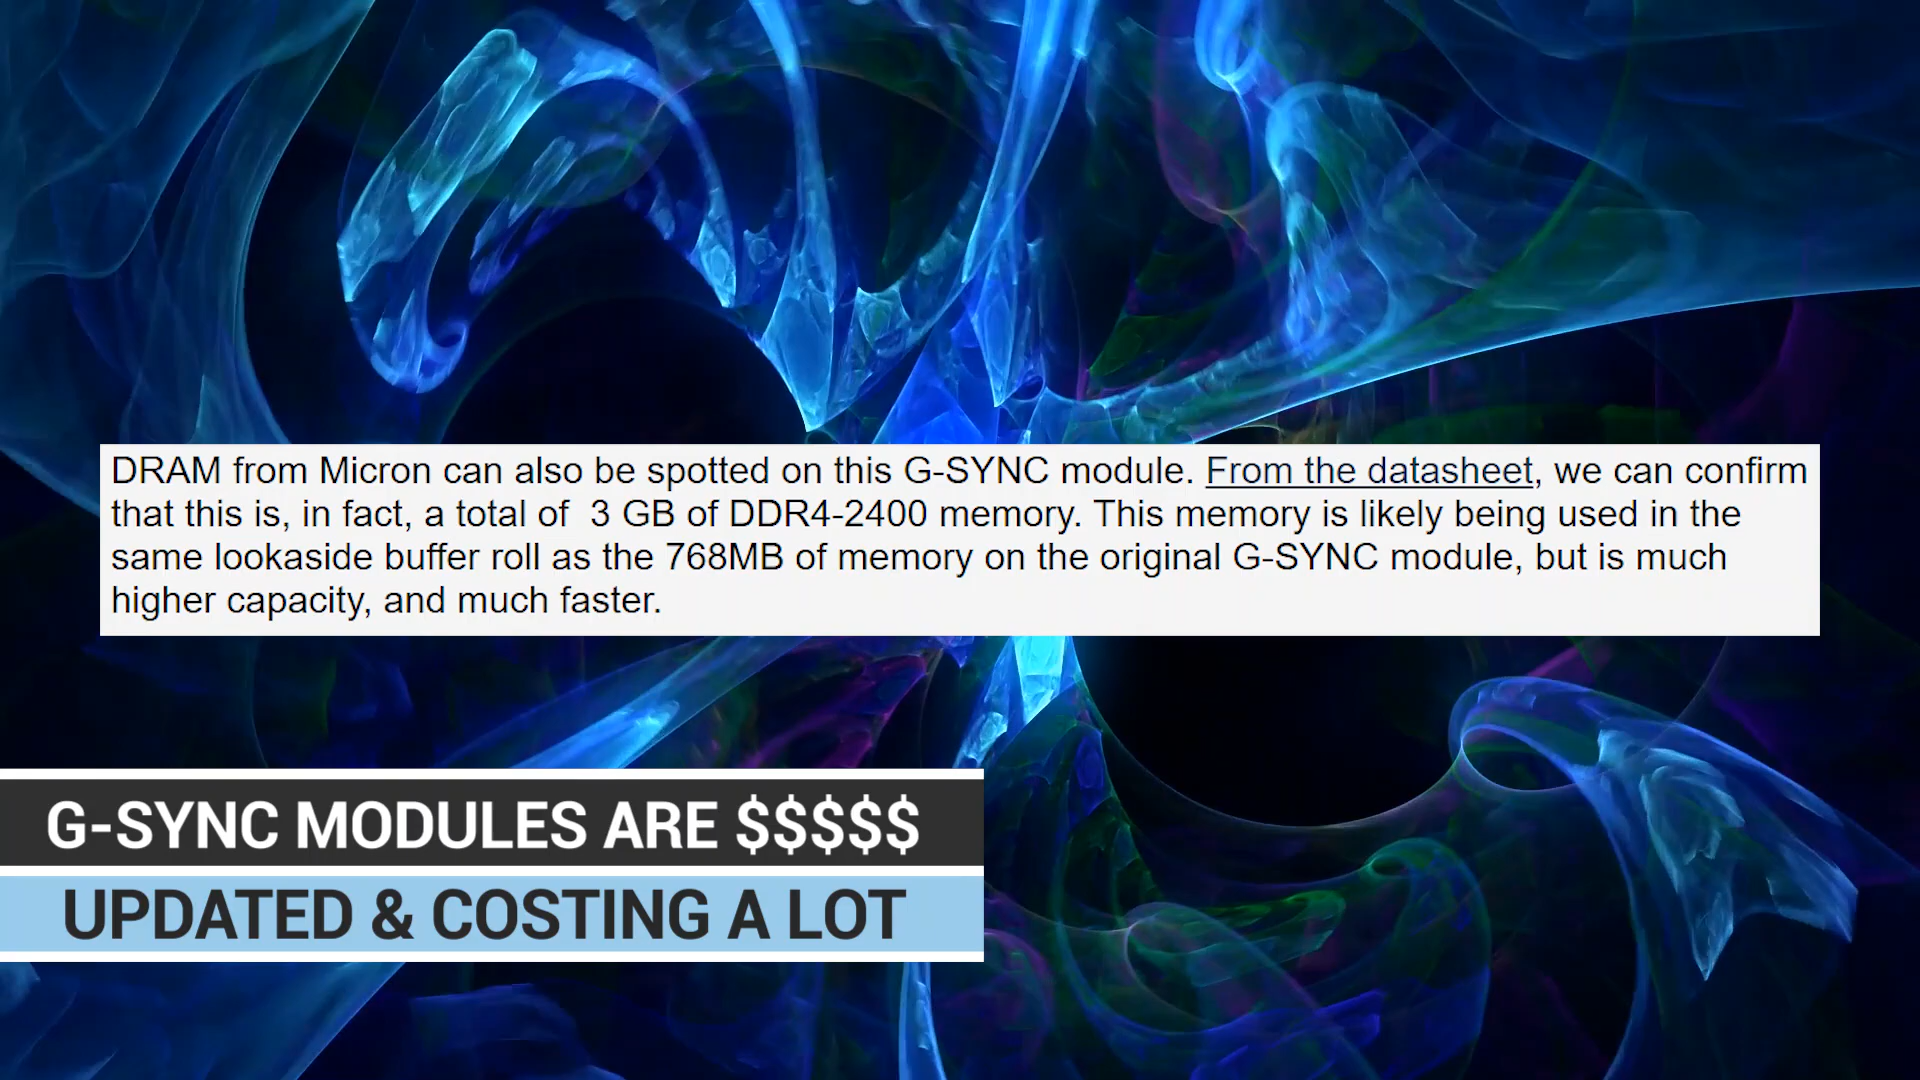 DRAM from Micron can also be spotted on this G-SYNC module. From the datasheet, we can confirm
that this is, in fact, a total of  3 GB of DDR4-2400 memory. This memory is likely being used in the
same lookaside buffer roll as the 768MB of memory on the original G-SYNC module, but is much
higher capacity, and much faster.
G-SYNC MODULES ARE $$$$$
UPDATED & COSTING A LOT